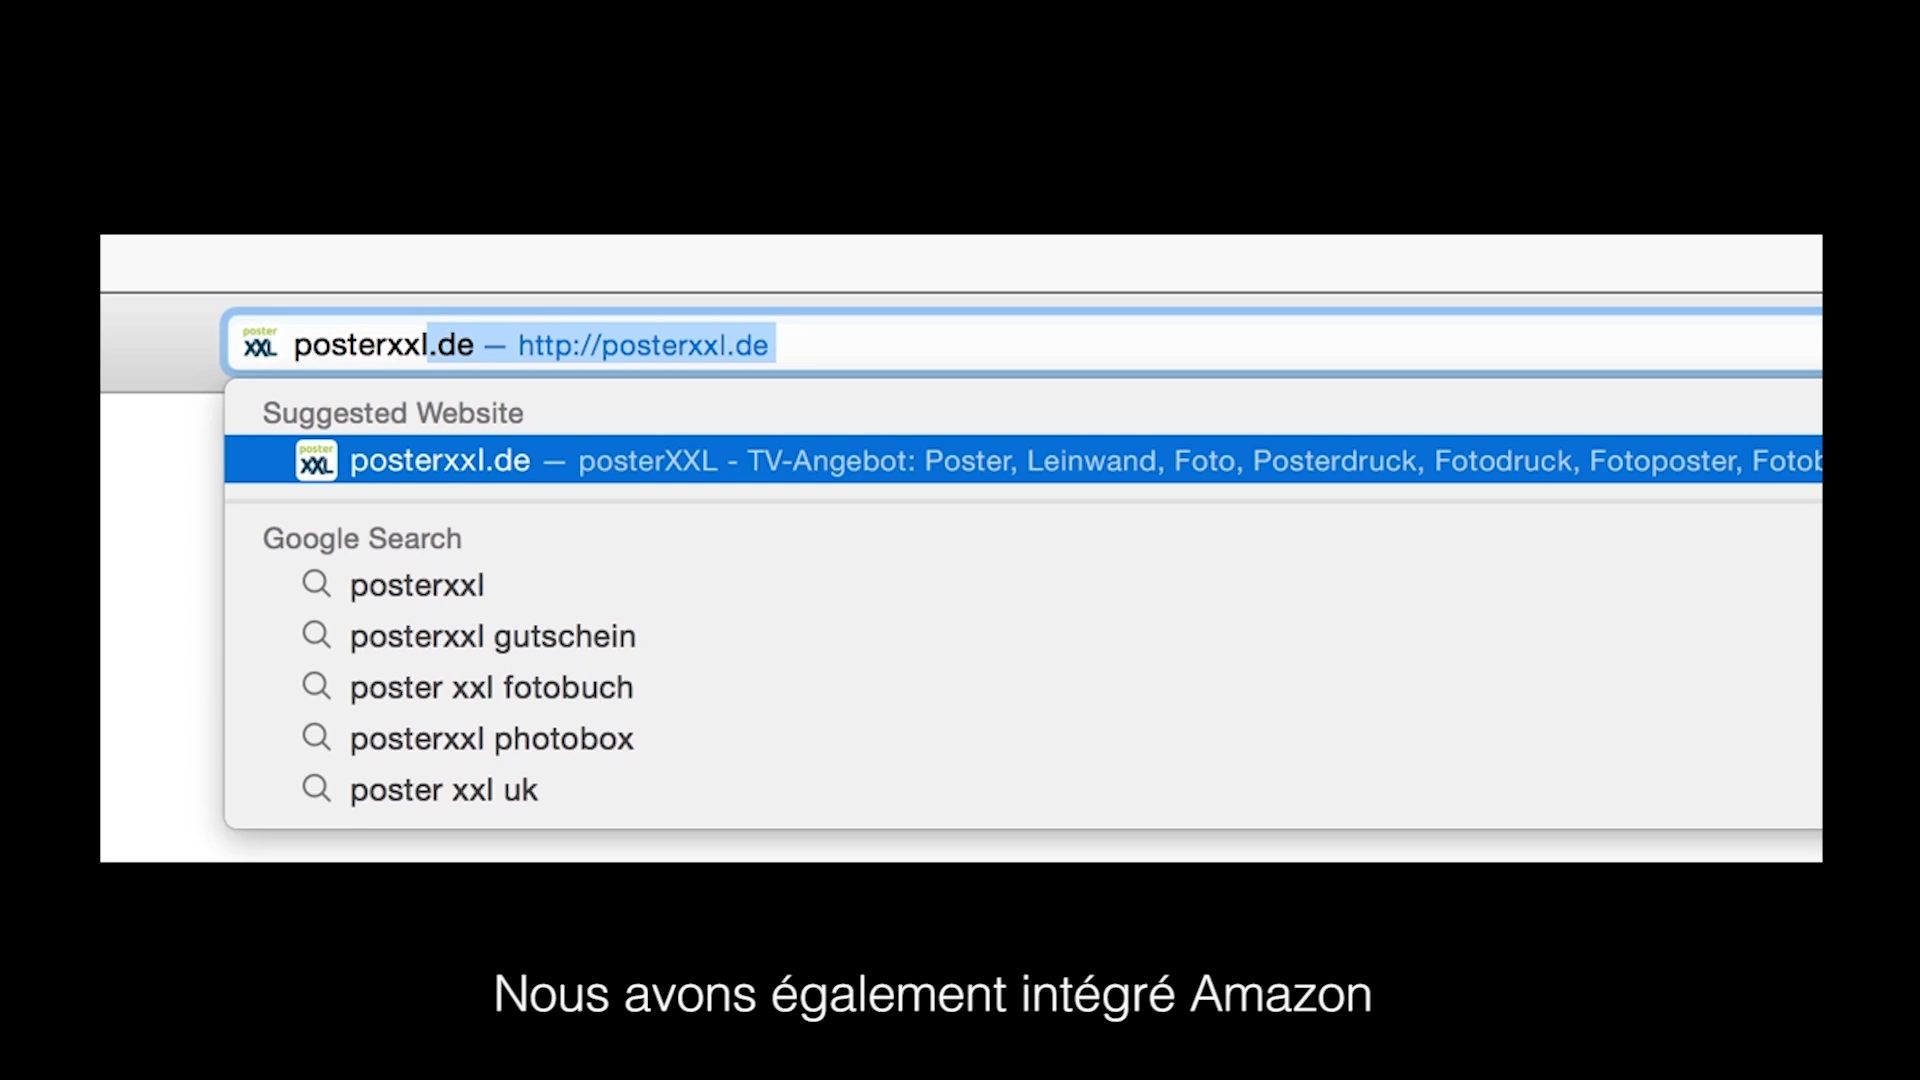 poster
XXL posterxxl.de — http://posterxxl.de
Suggested Website
poster
XXL posterxxl.de — posterXXL - TV-Angebot: Poster, Leinwand, Foto, Posterdruck, Fotodruck, Fotoposter, Fotob
Google Search
posterxxl
posterxxl gutschein
poster xxl fotobuch
posterxxl photobox
poster xxl uk
Nous avons également intégré Amazon